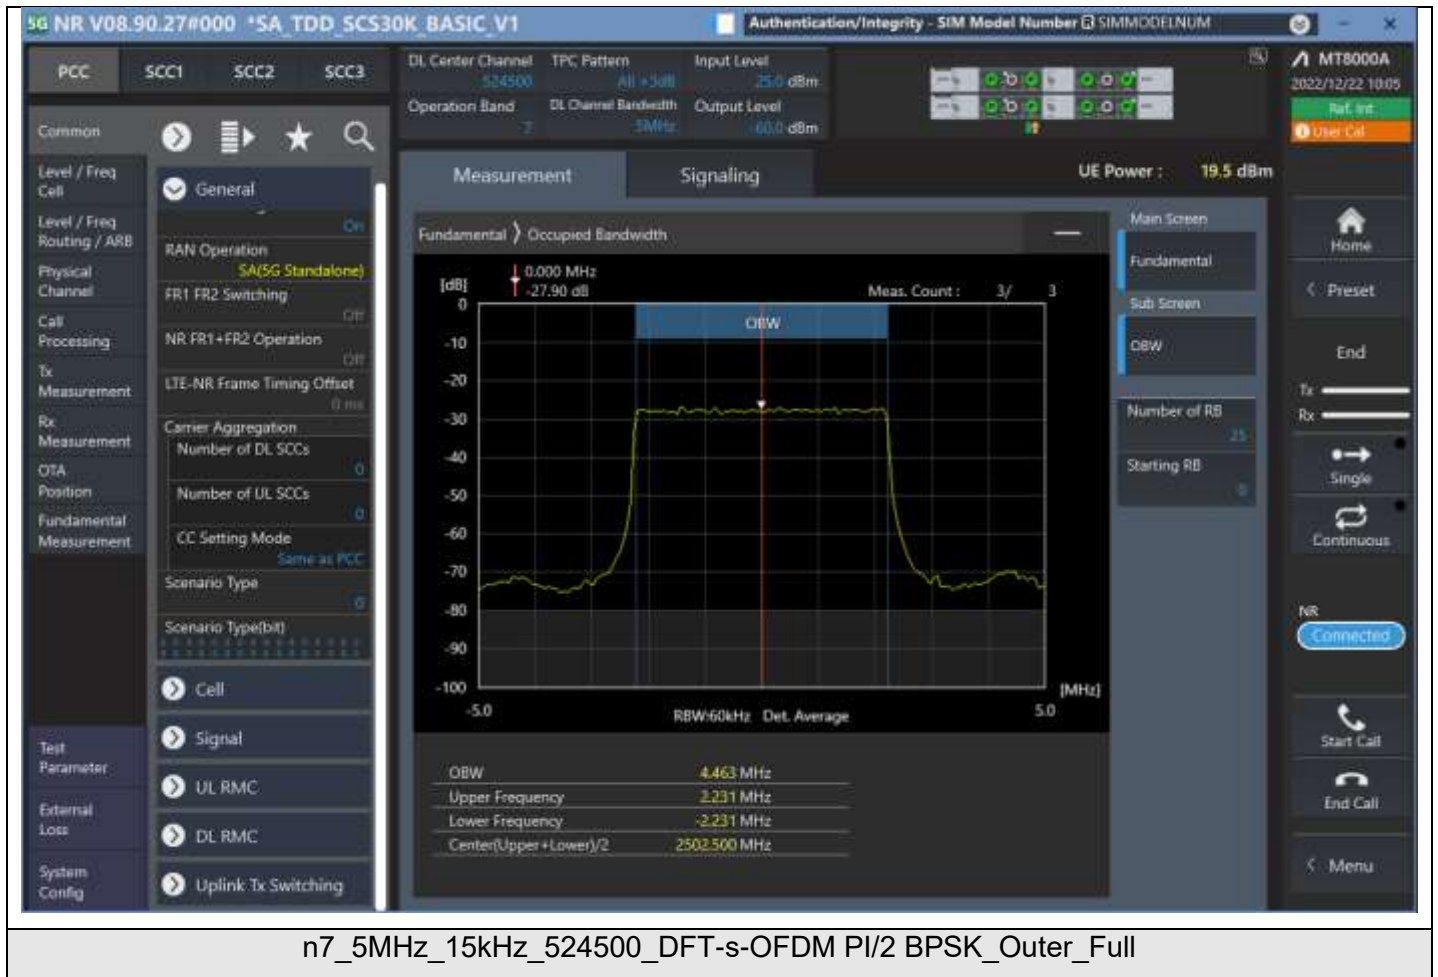 5G NR V08.90.27#000 *SA_TDD_SCS30K_BASIC_V1
Authentication/Integrity - SIM Model Number R SIMMODELNUM
PCC SCC1 SCC2 SCC3
DL Center Channel
524500
TPC Pattern
All +3dB
Input Level
25.0 dBm
Operation Band
7
DL Channel Bandwidth
5MHz
Output Level
-60.0 dBm
MT8000A
2022/12/22 10:05
Ref. Int
User Cal
Common
Level / Freq
Cell
Level / Freq
Routing / ARB
Physical
Channel
Call
Processing
Tx
Measurement
Rx
Measurement
OTA
Position
Fundamental
Measurement
Test
Parameter
External
Loss
System
Config
General
On
RAN Operation
SA(5G Standalone)
FR1 FR2 Switching
Off
NR FR1+FR2 Operation
Off
LTE-NR Frame Timing Offset
0 ms
Carrier Aggregation
Number of DL SCCs
0
Number of UL SCCs
0
CC Setting Mode
Same as PCC
Scenario Type
0
Scenario Type(bit)
Cell
Signal
UL RMC
DL RMC
Uplink Tx Switching
Measurement Signaling
UE Power : 19.5 dBm
Fundamental ❭ Occupied Bandwidth
[dB]
0.000 MHz
-27.90 dB
Meas. Count : 3/ 3
OBW
0
-10
-20
-30
-40
-50
-60
-70
-80
-90
-100
[MHz]
-5.0 RBW:60kHz Det. Average 5.0
OBW 4.463 MHz
Upper Frequency 2.231 MHz
Lower Frequency -2.231 MHz
Center(Upper+Lower)/2 2502.500 MHz
Main Screen
Fundamental
Sub Screen
OBW
Number of RB
25
Starting RB
0
Home
< Preset
End
Tx
Rx
Single
Continuous
NR
Connected
Start Call
End Call
< Menu
n7_5MHz_15kHz_524500_DFT-s-OFDM PI/2 BPSK_Outer_Full